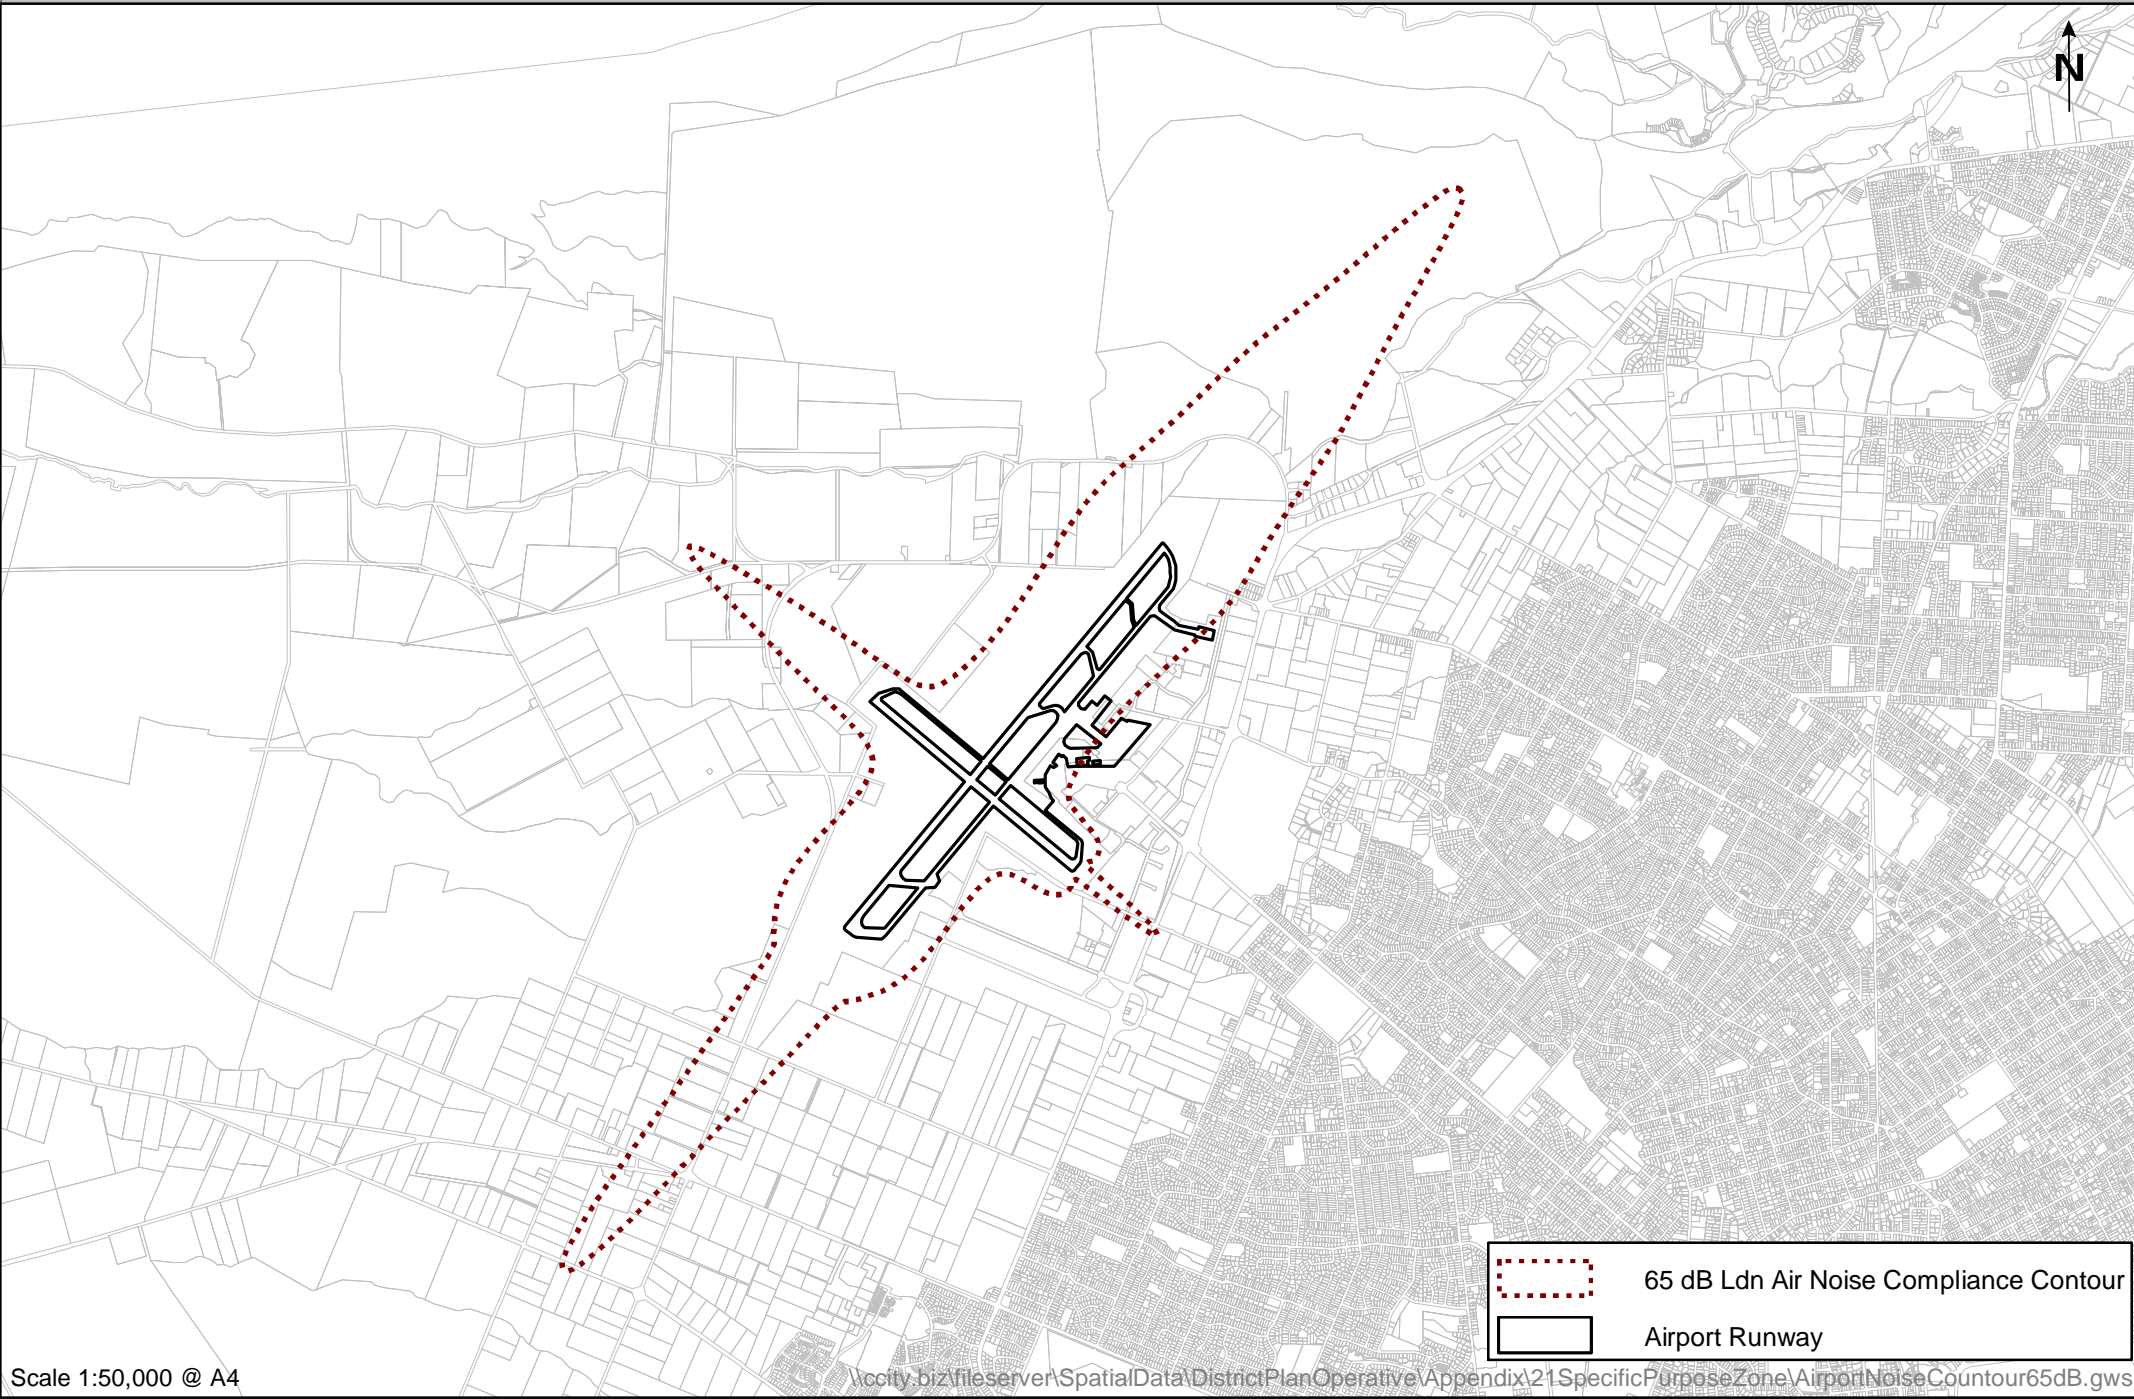 N
65 dB Ldn Air Noise Compliance Contour
Airport Runway
Scale 1:50,000 @ A4
\\ccity.biz\fileserver\SpatialData\DistrictPlanOperative\Appendix\21SpecificPurposeZone\AirportNoiseCountour65dB.gws